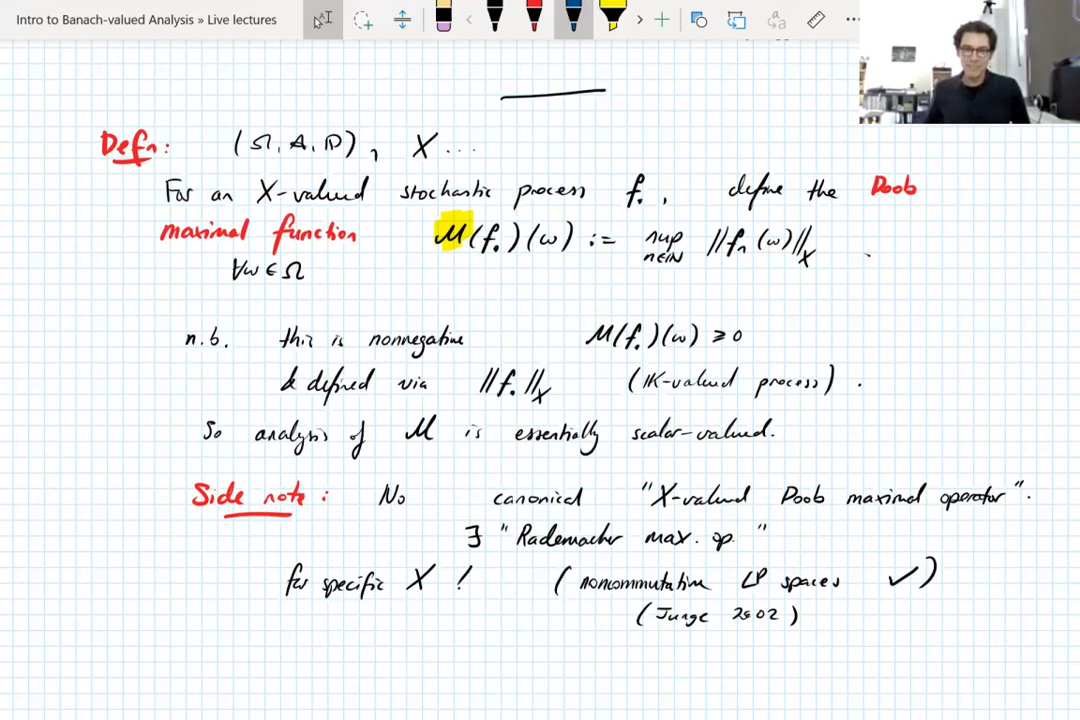 Intro to Banach-valued Analysis » Live lectures
Defn: (Ω, A, P), X ...
For an X-valued stochastic process f., define the Doob
maximal function M(f.)(ω) := sup n∈ℕ ‖fn(ω)‖X .
∀ω ∈ Ω
n.b. this is nonnegative M(f.)(ω) ≥ 0
& defined via ‖f.‖X (K-valued process).
So analysis of M is essentially scalar-valued.
Side note: No canonical "X-valued Doob maximal operator".
∃ "Rademacher max. op."
for specific X! (noncommutative LP spaces ✓)
(Junge 2002)